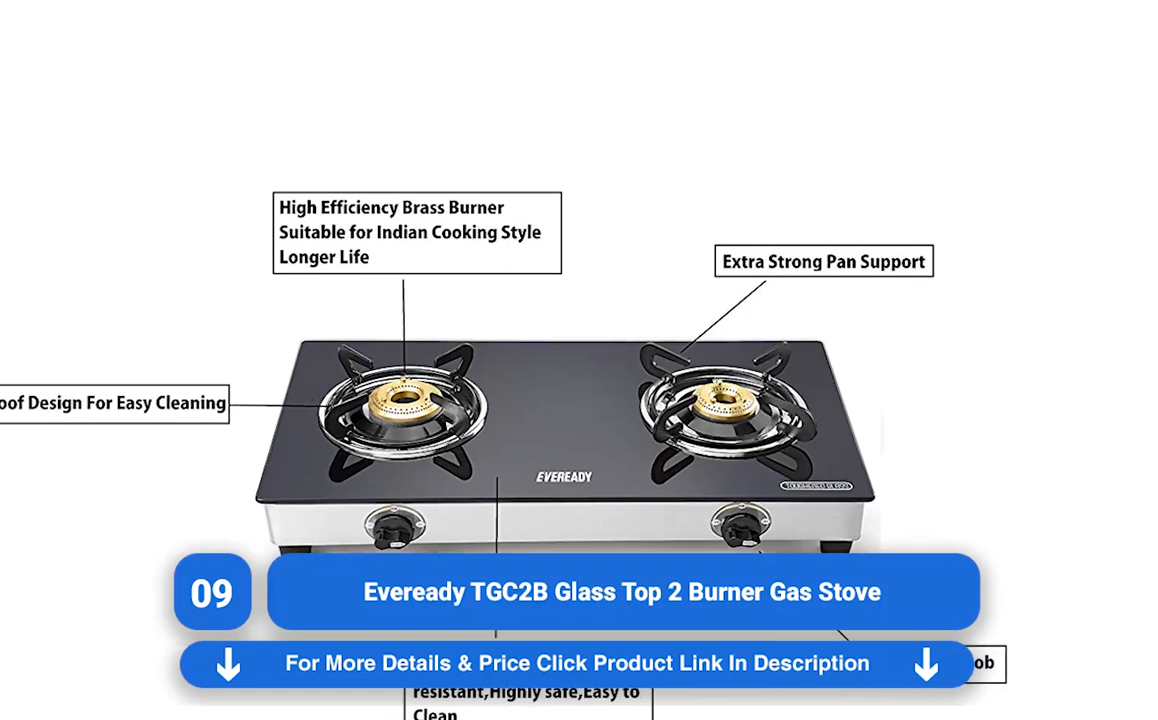 High Efficiency Brass Burner
Suitable for Indian Cooking Style
Longer Life
Extra Strong Pan Support
oof Design For Easy Cleaning
EVEREADY
TOUGHENED GLASS
09
Eveready TGC2B Glass Top 2 Burner Gas Stove
For More Details & Price Click Product Link In Description
ob
resistant,Highly safe,Easy to
Clean